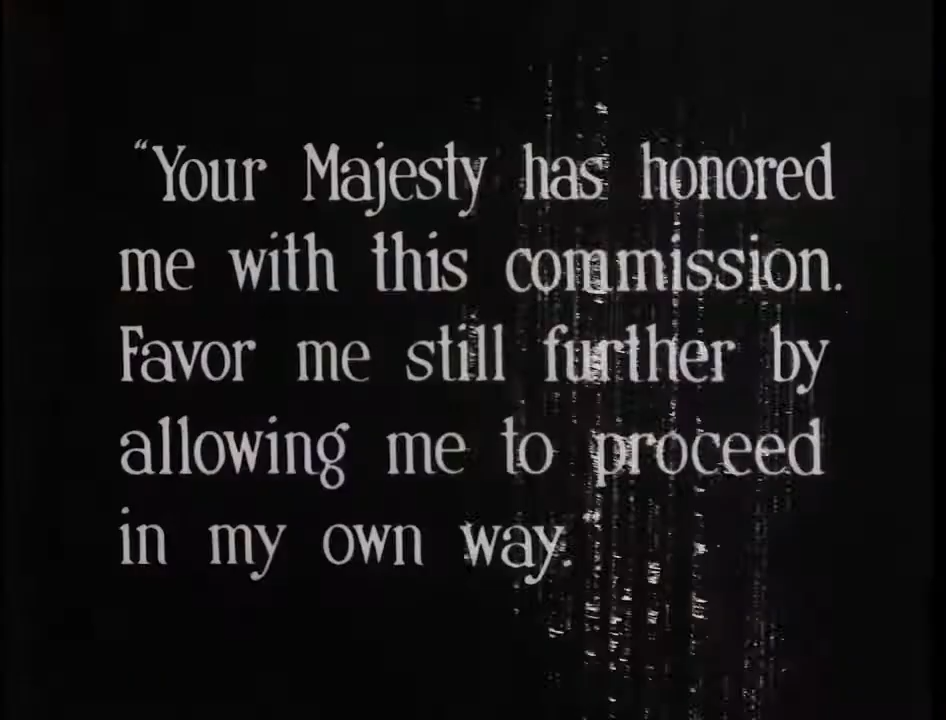 “Your Majesty has honored
me with this commission.
Favor me still further by
allowing me to proceed
in my own way.”